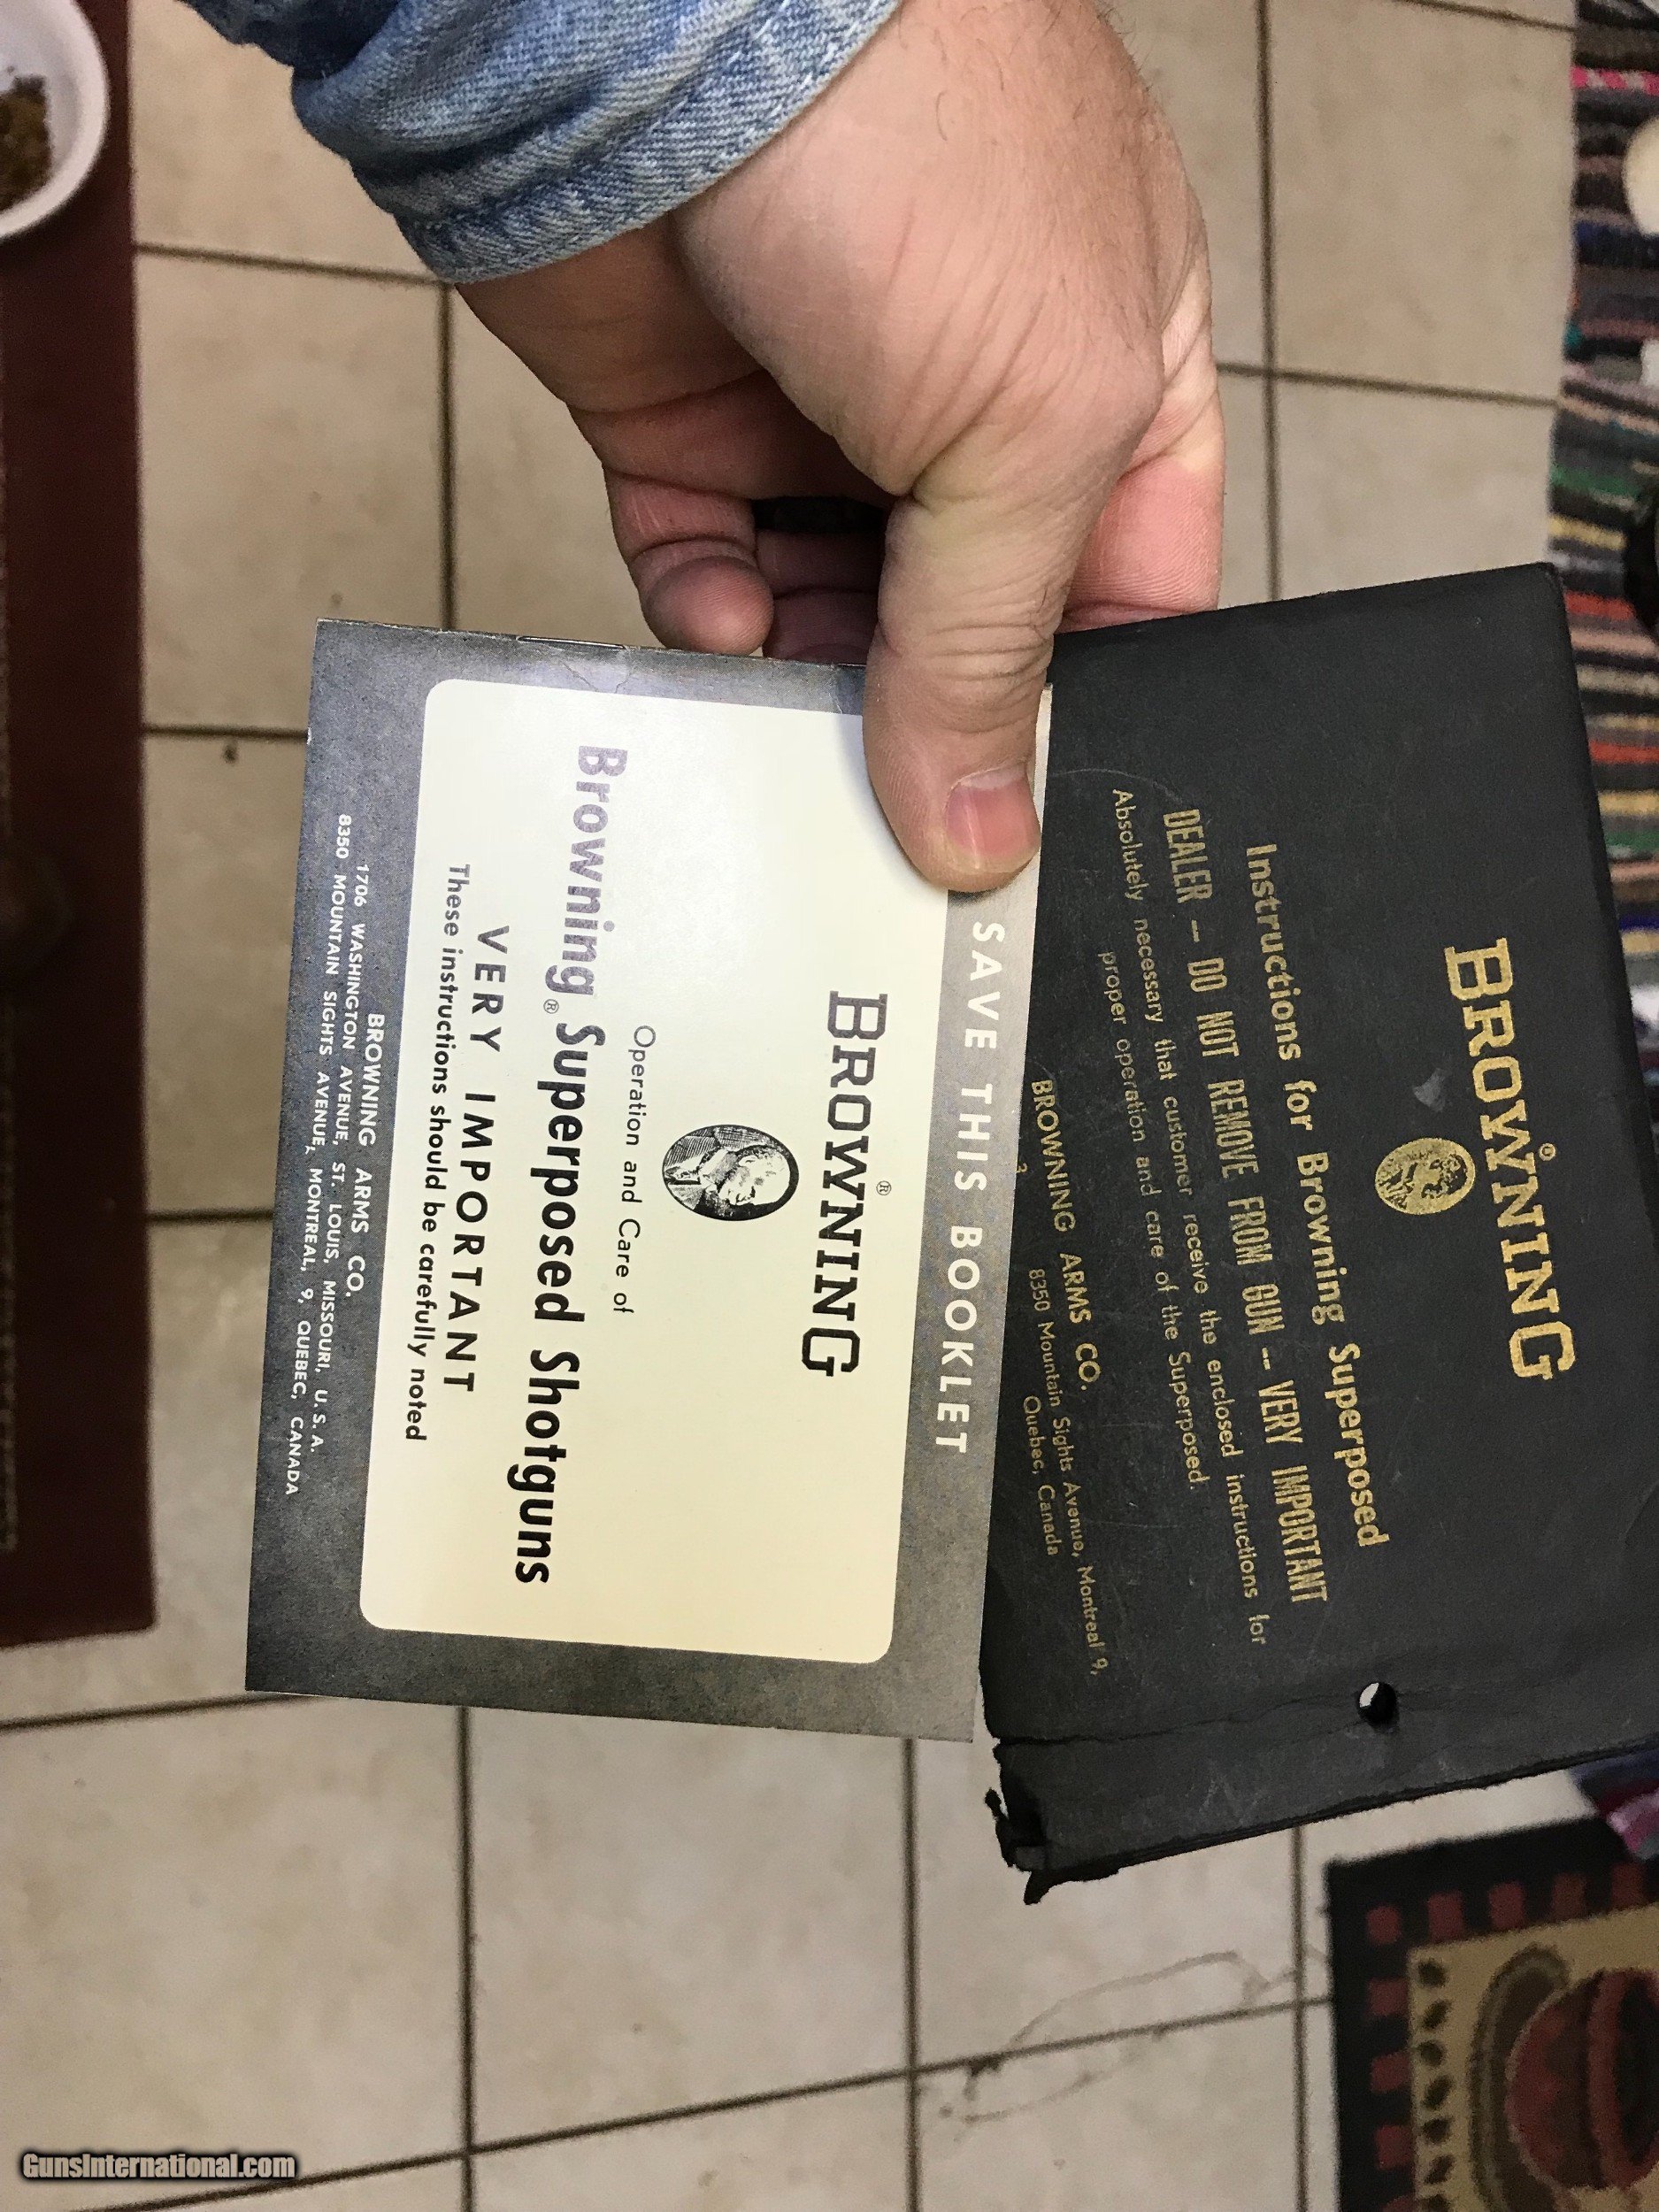 BROWNING®
Instructions for Browning Superposed
DEALER — DO NOT REMOVE FROM GUN -- VERY IMPORTANT
Absolutely necessary that customer receive the enclosed instructions for
proper operation and care of the Superposed.
BROWNING ARMS CO.
3
8350 Mountain Sights Avenue, Montreal 9,
Quebec, Canada
SAVE THIS BOOKLET
BROWNING®
Operation and Care of
Browning® Superposed Shotguns
VERY IMPORTANT
These instructions should be carefully noted
BROWNING ARMS CO.
1706 WASHINGTON AVENUE, ST. LOUIS, MISSOURI, U. S. A.
8350 MOUNTAIN SIGHTS AVENUE, MONTREAL, 9, QUEBEC, CANADA
GunsInternational.com